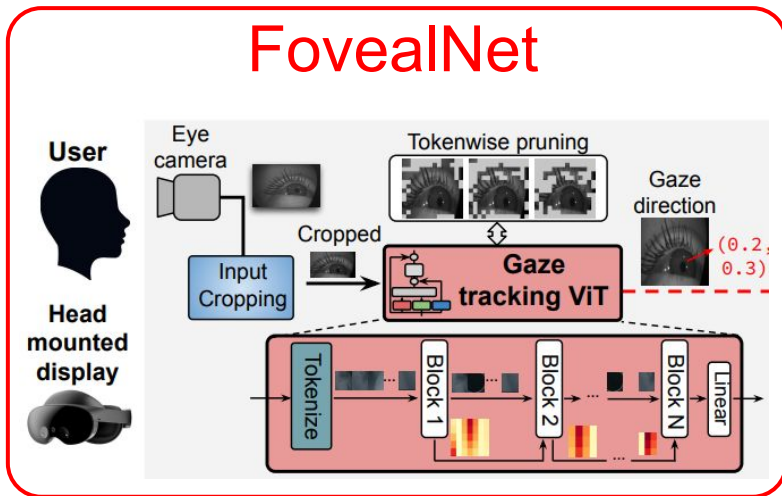 FovealNet
User
Eye
camera
Tokenwise pruning
Gaze
direction
(0.2,
0.3)
Cropped
Input
Cropping
Gaze
tracking ViT
Head
mounted
display
Tokenize
...
Block 1
...
Block 2
...
...
Block N
Linear